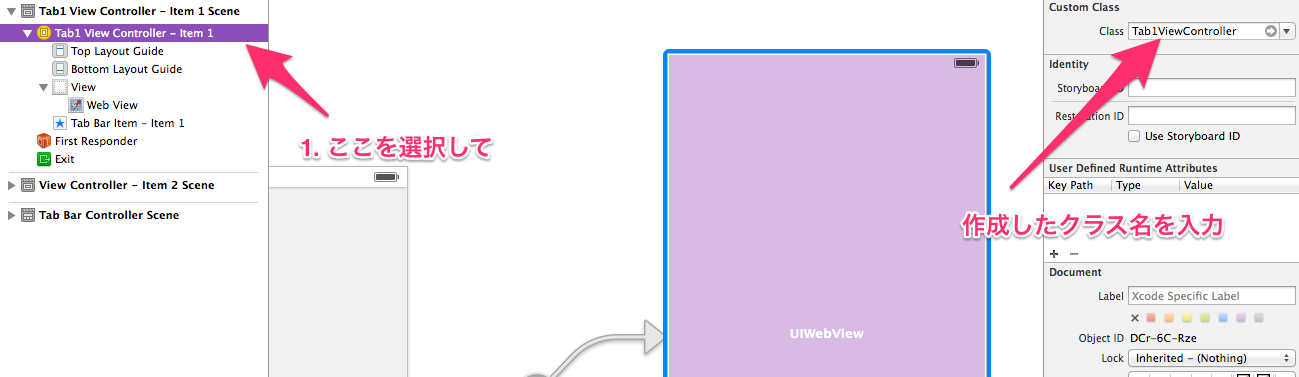 Tab1 View Controller – Item 1 Scene
Tab1 View Controller – Item 1
Top Layout Guide
Bottom Layout Guide
View
Web View
Tab Bar Item – Item 1
First Responder
Exit
View Controller – Item 2 Scene
Tab Bar Controller Scene
1. ここを選択して
UIWebView
Custom Class
Class Tab1ViewController
Identity
Storyboard ID
Restoration ID
Use Storyboard ID
User Defined Runtime Attributes
Key Path Type Value
作成したクラス名を入力
Document
Label Xcode Specific Label
Object ID DCr-6C-Rze
Lock Inherited – (Nothing)